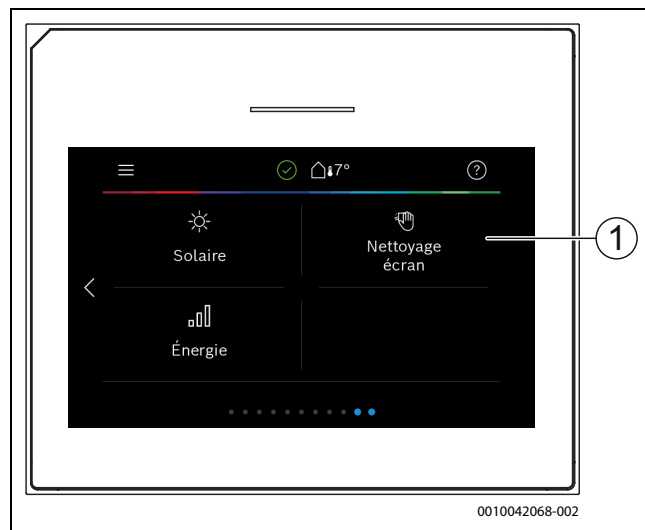 7°
?
Solaire
Nettoyage
écran
1
Énergie
0010042068-002